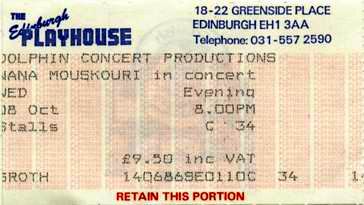 THE Edinburgh PLAYHOUSE
18-22 GREENSIDE PLACE
EDINBURGH EH1 3AA
Telephone: 031-557 2590
DOLPHIN CONCERT PRODUCTIONS
NANA MOUSKOURI in concert
WED Evening
08 Oct 8.00PM
Stalls C 34
£9.50 inc VAT
GROTH 140686SE0110C 34 14
RETAIN THIS PORTION